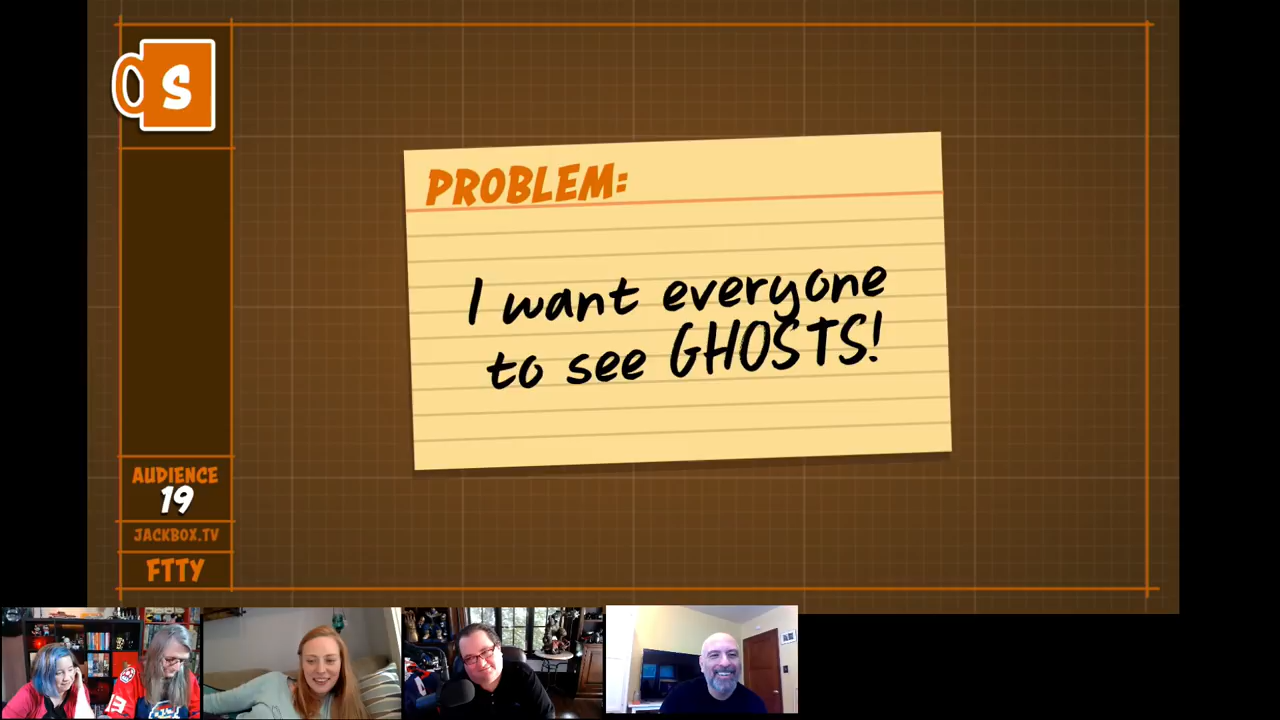 S
PROBLEM:
I want everyone
to see GHOSTS!
AUDIENCE
19
JACKBOX.TV
FTTY